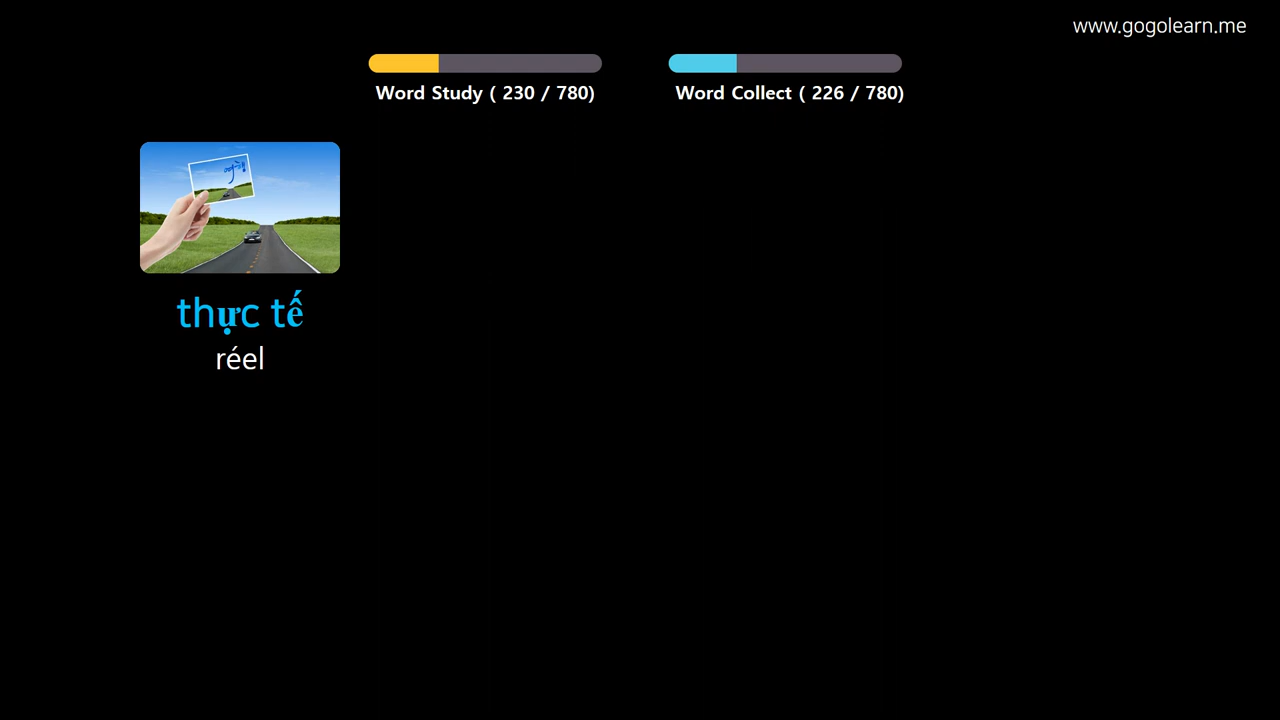 www.gogolearn.me
Word Study ( 230 / 780)
Word Collect ( 226 / 780)
thực tế
réel